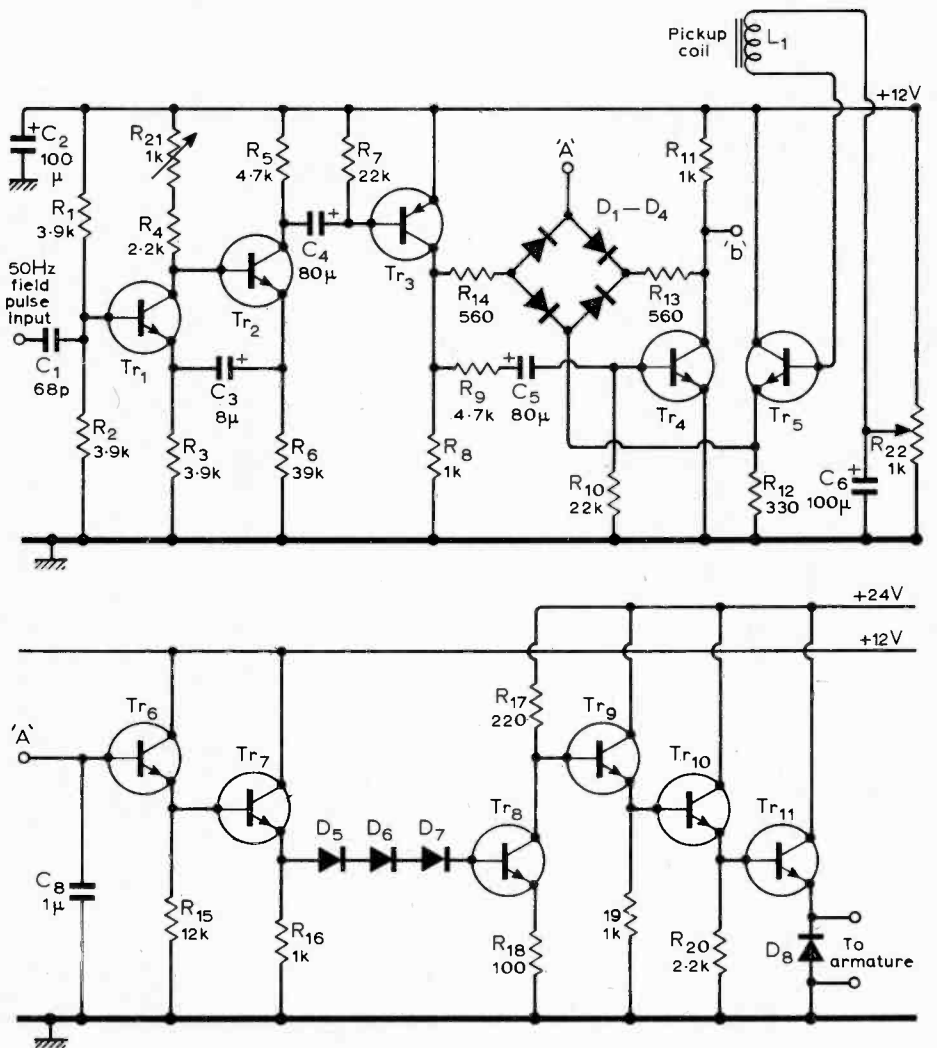 Pickup coil
L1
+12V
C2 100 μ
R21 1k
R5 4.7k
R7 22k
'A'
R11 1k
R1 3.9k
R4 2.2k
C4 80μ
D1—D4
'b'
50Hz field pulse input
Tr2
Tr3
R14 560
R13 560
C1 68p
Tr1
C3 8μ
R9 4.7k
C5 80μ
Tr4
Tr5
R22 1k
R2 3.9k
R3 3.9k
R6 39k
R8 1k
R10 22k
R12 330
C6 100μ
+24V
+12V
R17 220
Tr9
Tr6
'A'
Tr7
Tr10
D5
D6
D7
Tr8
Tr11
C8 1μ
R15 12k
R16 1k
R18 100
19 1k
R20 2.2k
D8
To armature